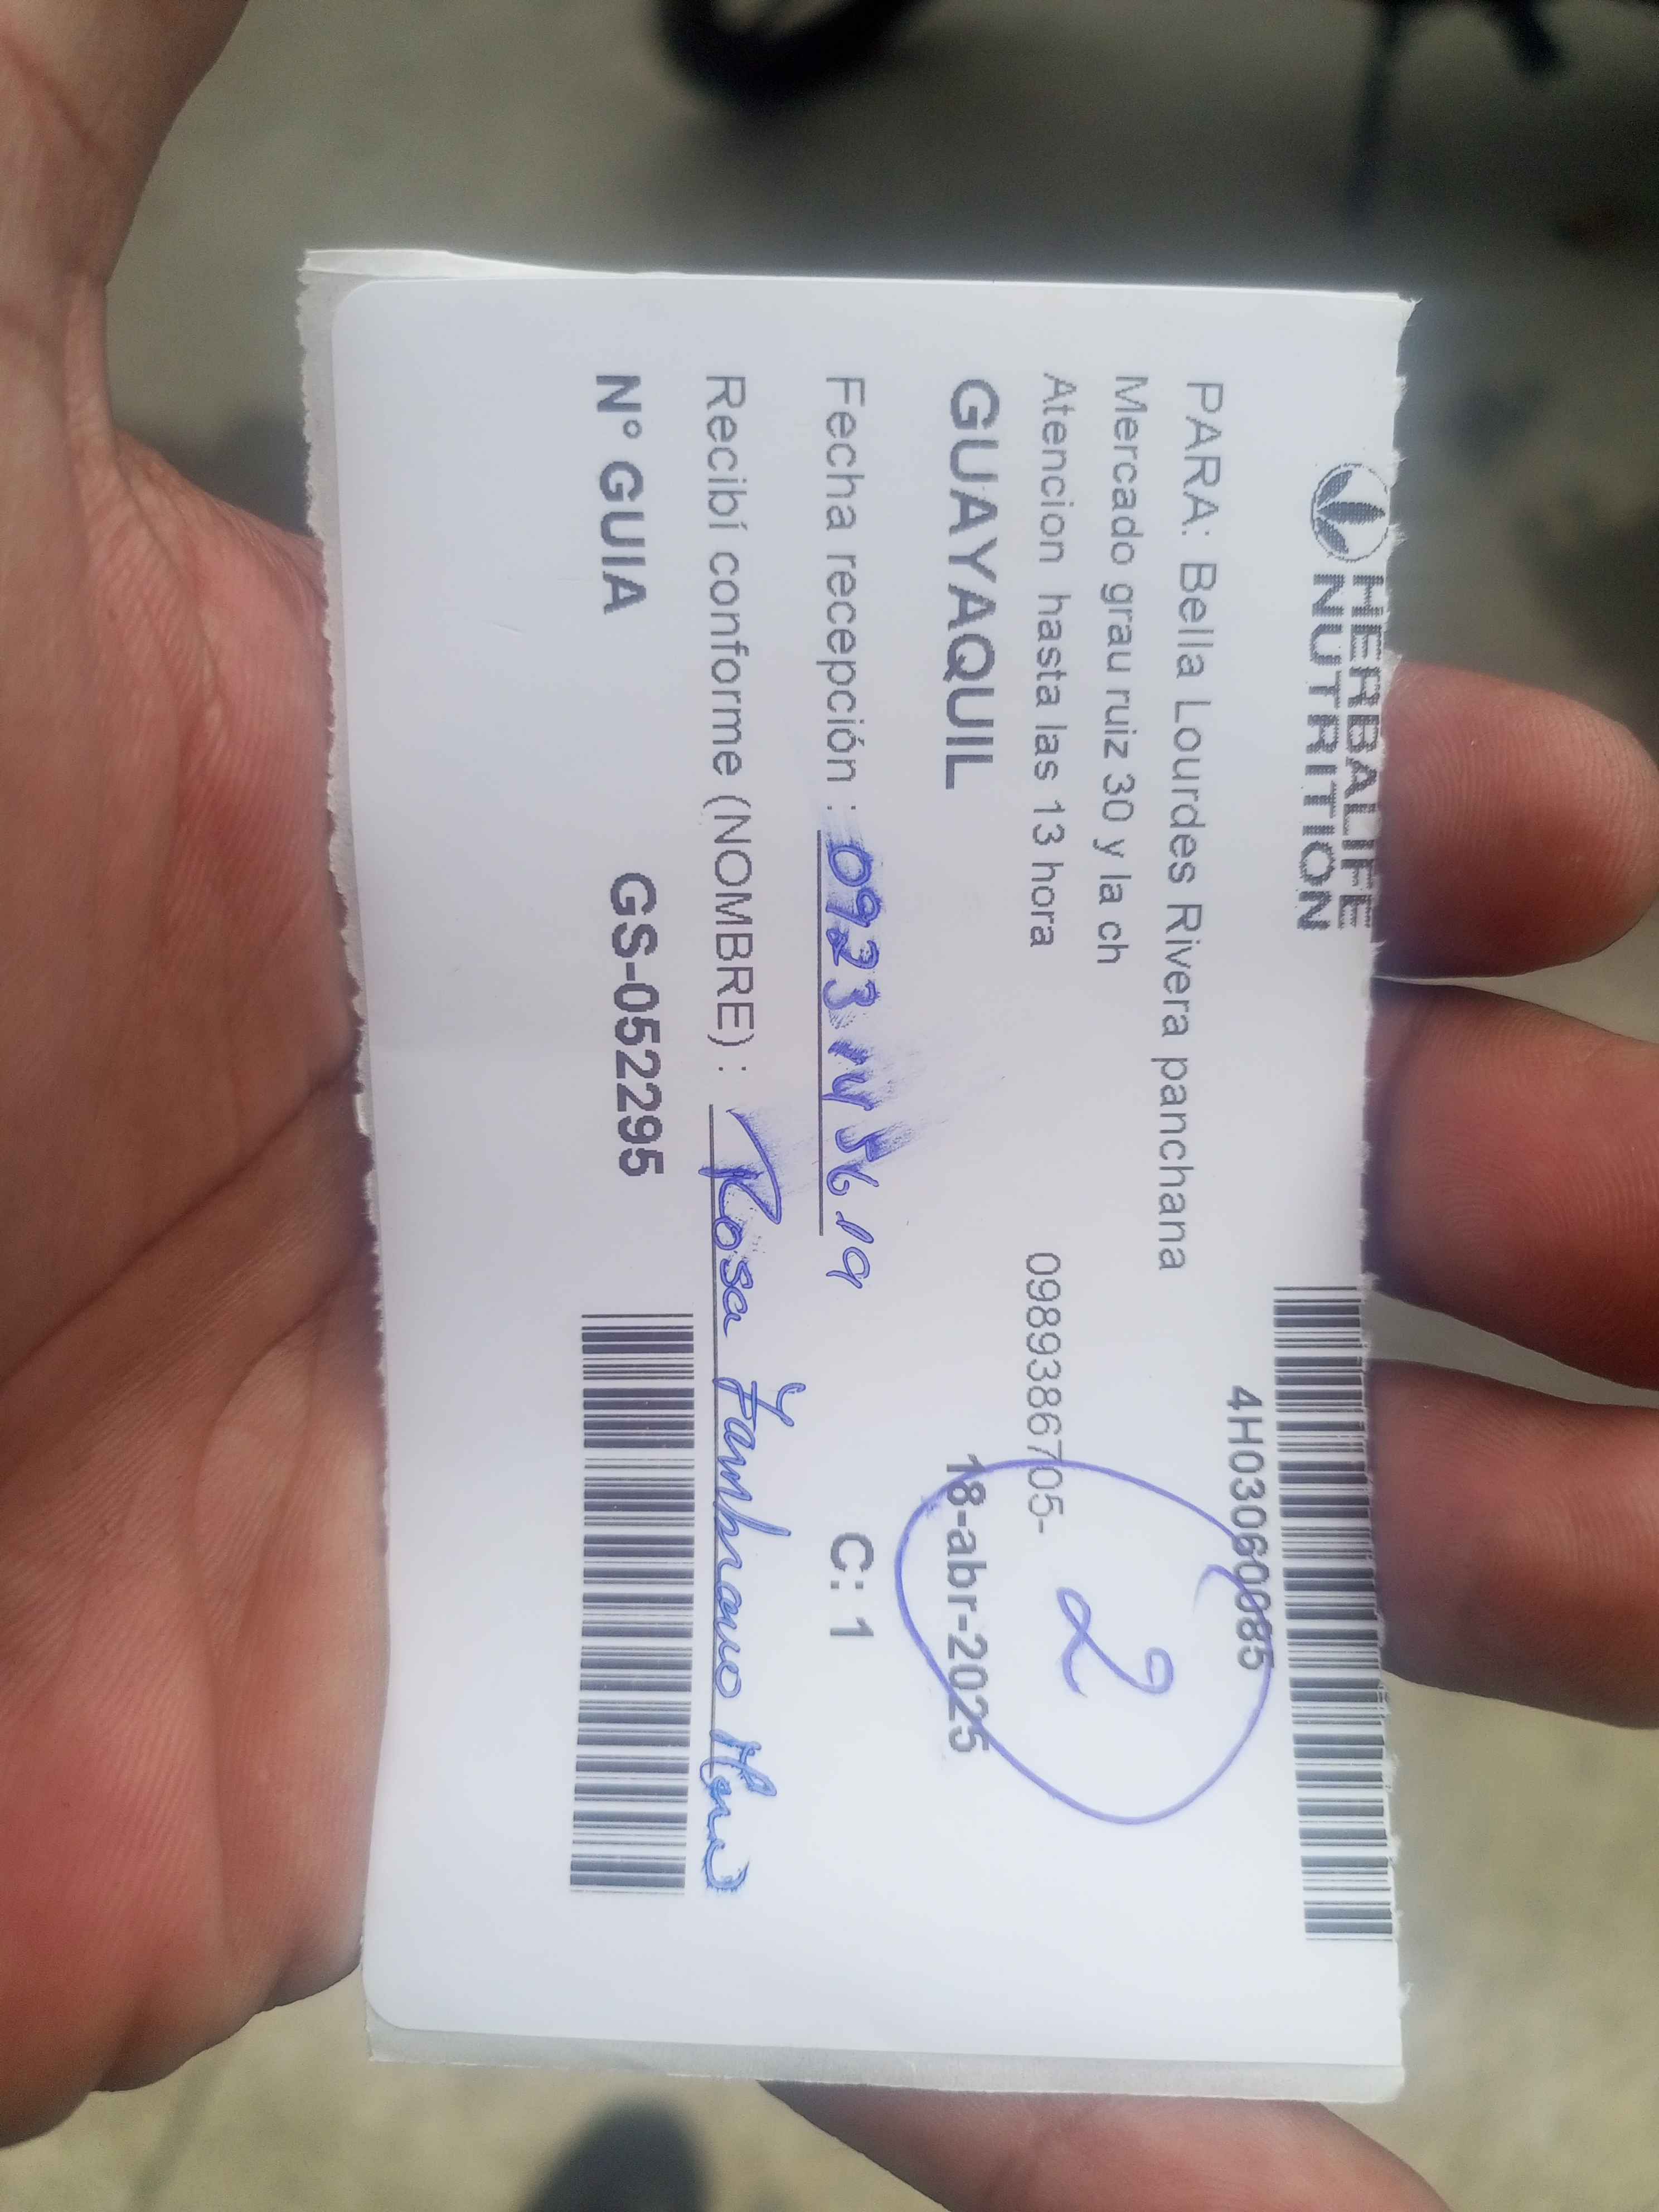 HERBALIFE
NUTRITION
4H03060085
PARA: Bella Lourdes Rivera panchana
Mercado grau ruiz 30 y la ch
2
Atencion hasta las 13 hora 0989386705-
GUAYAQUIL 18-abr-2025
Fecha recepción : 0923145619 C: 1
Recibí conforme (NOMBRE) : Rosa Zambrano
N° GUIA GS-052295